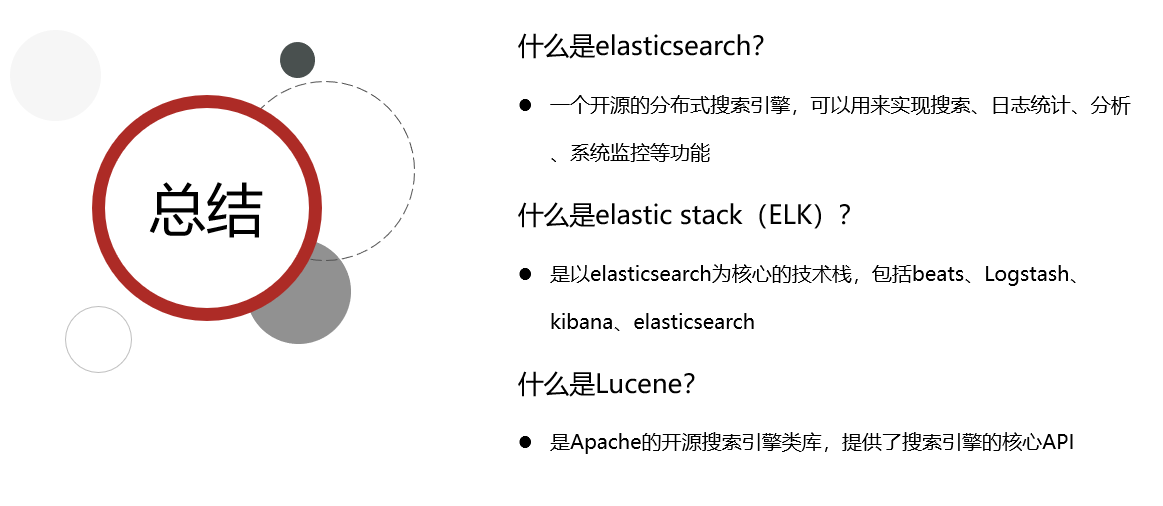 总结
什么是elasticsearch?
● 一个开源的分布式搜索引擎，可以用来实现搜索、日志统计、分析
、系统监控等功能
什么是elastic stack（ELK）?
● 是以elasticsearch为核心的技术栈，包括beats、Logstash、
kibana、elasticsearch
什么是Lucene?
● 是Apache的开源搜索引擎类库，提供了搜索引擎的核心API